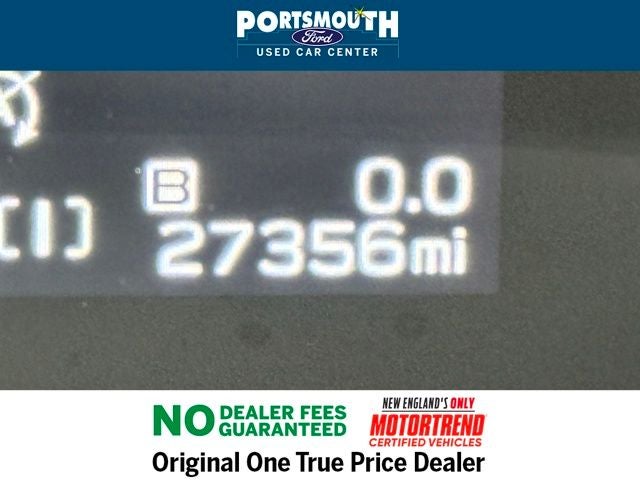 PORTSMOUTH
Ford
USED CAR CENTER
B 0.0
27356mi
NO DEALER FEES
GUARANTEED
NEW ENGLAND'S ONLY
MOTORTREND
CERTIFIED VEHICLES
Original One True Price Dealer